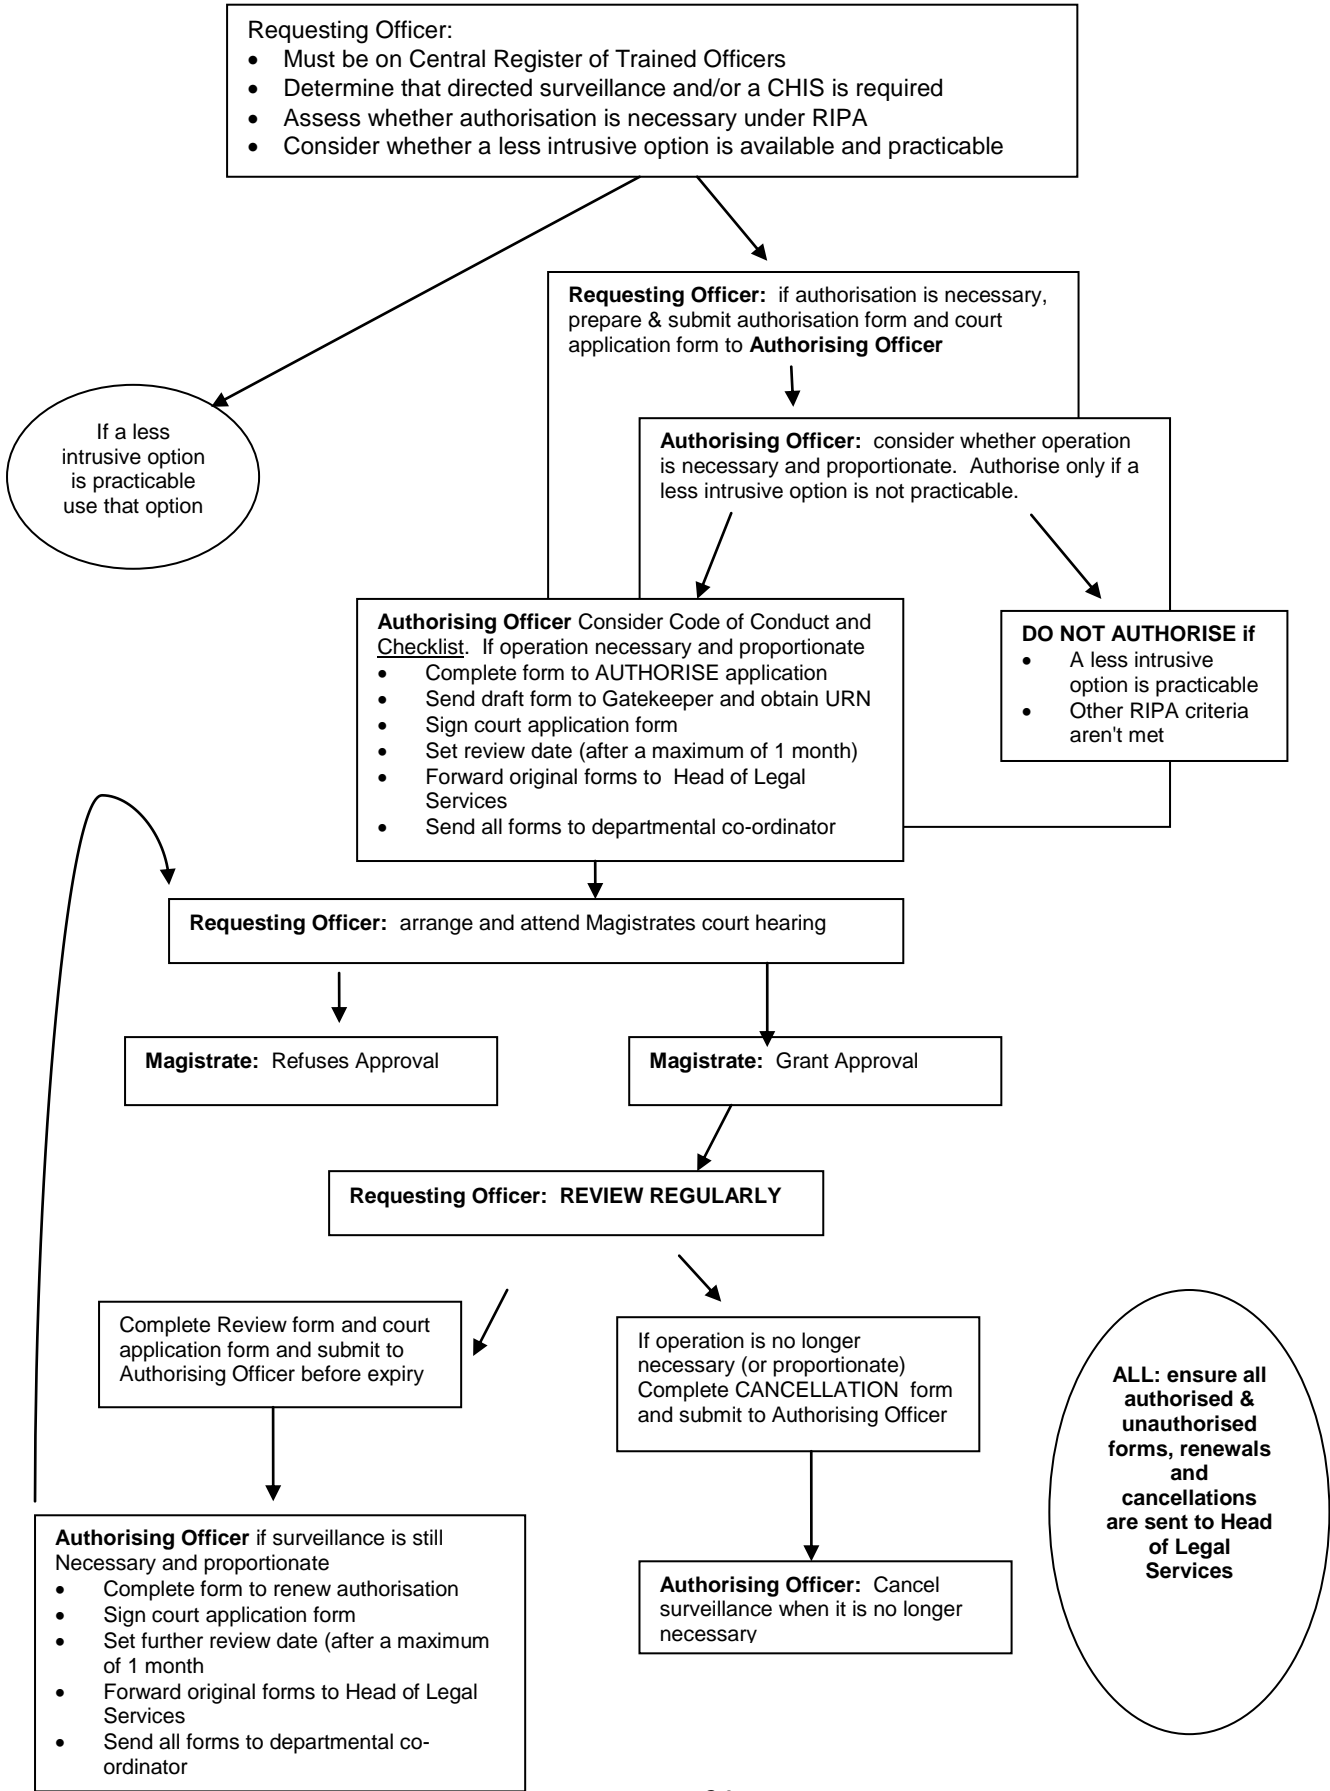 Requesting Officer:
• Must be on Central Register of Trained Officers
• Determine that directed surveillance and/or a CHIS is required
• Assess whether authorisation is necessary under RIPA
• Consider whether a less intrusive option is available and practicable
Requesting Officer: if authorisation is necessary,
prepare & submit authorisation form and court
application form to Authorising Officer
If a less
intrusive option
is practicable
use that option
Authorising Officer: consider whether operation
is necessary and proportionate. Authorise only if a
less intrusive option is not practicable.
Authorising Officer Consider Code of Conduct and
Checklist. If operation necessary and proportionate
• Complete form to AUTHORISE application
• Send draft form to Gatekeeper and obtain URN
• Sign court application form
• Set review date (after a maximum of 1 month)
• Forward original forms to Head of Legal
Services
• Send all forms to departmental co-ordinator
DO NOT AUTHORISE if
• A less intrusive
option is practicable
• Other RIPA criteria
aren't met
Requesting Officer: arrange and attend Magistrates court hearing
Magistrate: Refuses Approval
Magistrate: Grant Approval
Requesting Officer: REVIEW REGULARLY
Complete Review form and court
application form and submit to
Authorising Officer before expiry
If operation is no longer
necessary (or proportionate)
Complete CANCELLATION form
and submit to Authorising Officer
ALL: ensure all
authorised &
unauthorised
forms, renewals
and
cancellations
are sent to Head
of Legal
Services
Authorising Officer if surveillance is still
Necessary and proportionate
• Complete form to renew authorisation
• Sign court application form
• Set further review date (after a maximum
of 1 month
• Forward original forms to Head of Legal
Services
• Send all forms to departmental co-
ordinator
Authorising Officer: Cancel
surveillance when it is no longer
necessary